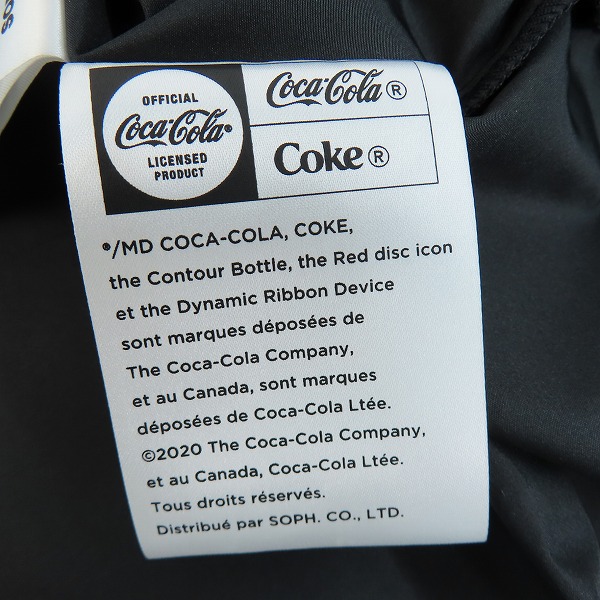 SO
OFFICIAL
Coca-Cola®
LICENSED
PRODUCT
Coca-Cola®
Coke®
®/MD COCA-COLA, COKE,
the Contour Bottle, the Red disc icon
et the Dynamic Ribbon Device
sont marques déposées de
The Coca-Cola Company,
et au Canada, sont marques
déposées de Coca-Cola Ltée.
©2020 The Coca-Cola Company,
et au Canada, Coca-Cola Ltée.
Tous droits réservés.
Distribué par SOPH. CO., LTD.